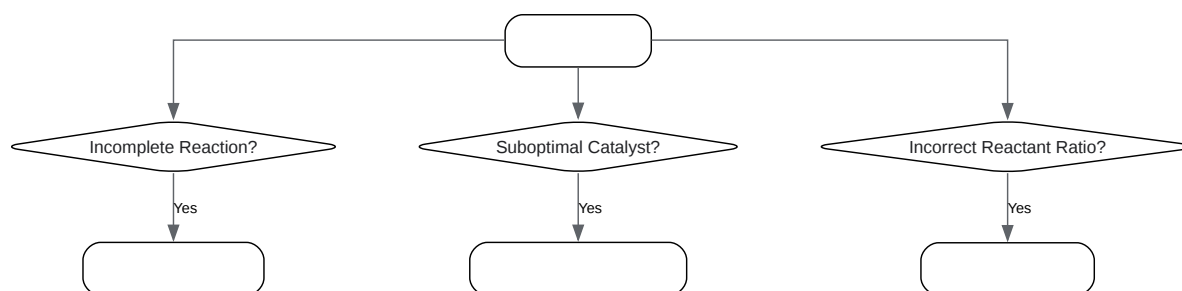 Incomplete Reaction?
Suboptimal Catalyst?
Incorrect Reactant Ratio?
Yes
Yes
Yes